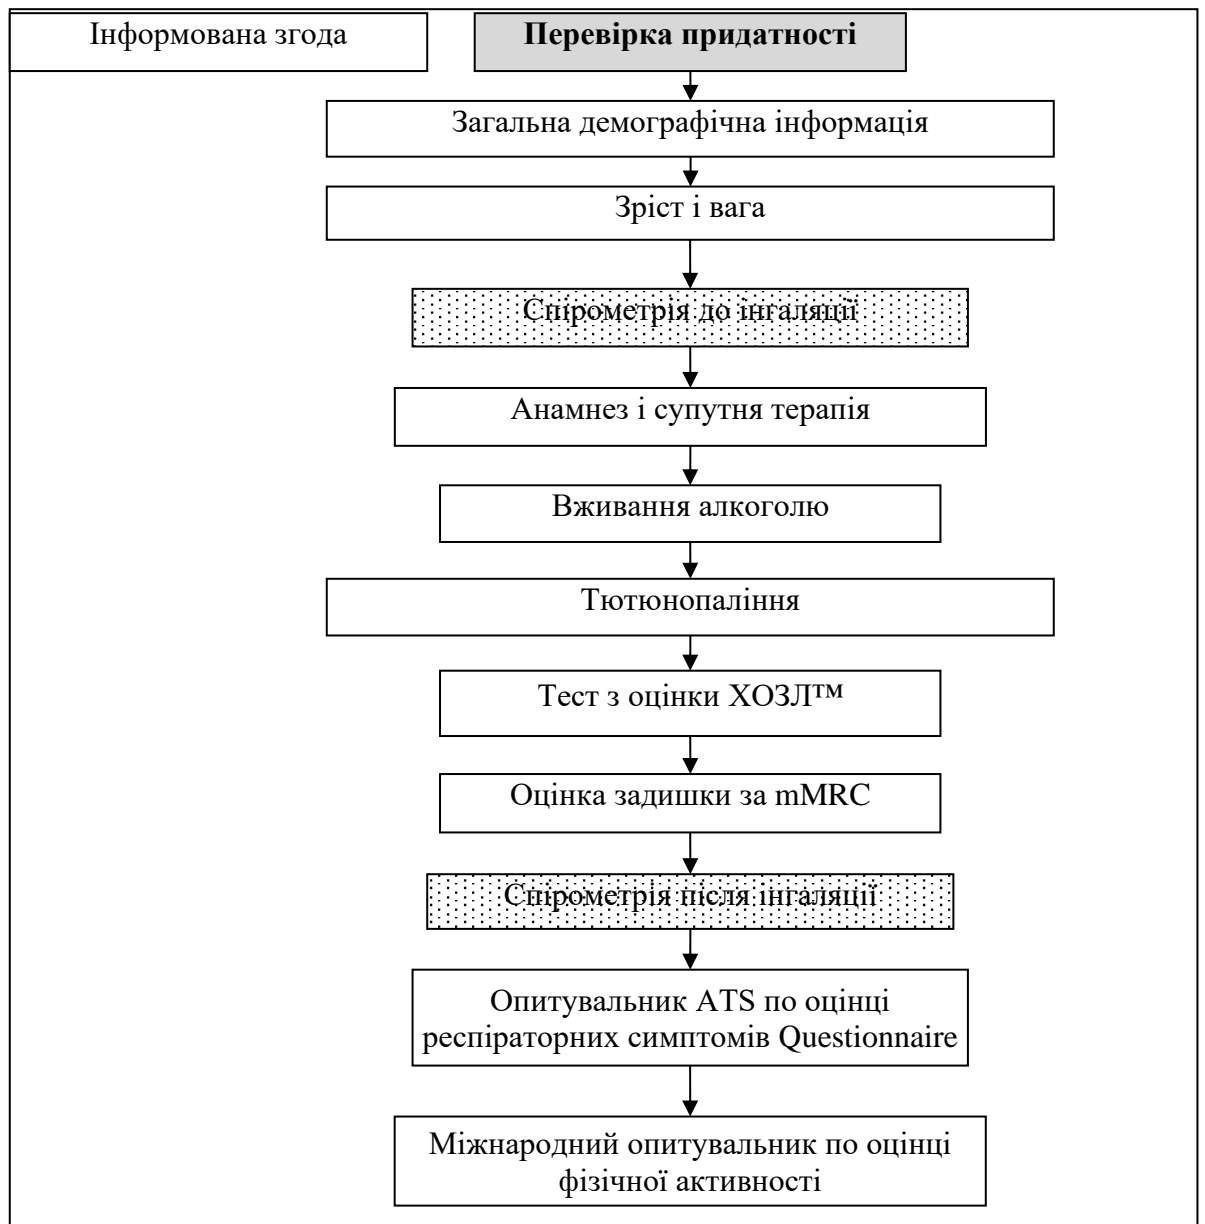 Інформована згода
Перевірка придатності
Загальна демографічна інформація
Зріст і вага
Спірометрія до інгаляції
Анамнез і супутня терапія
Вживання алкоголю
Тютюнопаління
Тест з оцінки ХОЗЛ™
Оцінка задишки за mMRC
Спірометрія після інгаляції
Опитувальник ATS по оцінці
респіраторних симптомів Questionnaire
Міжнародний опитувальник по оцінці
фізичної активності